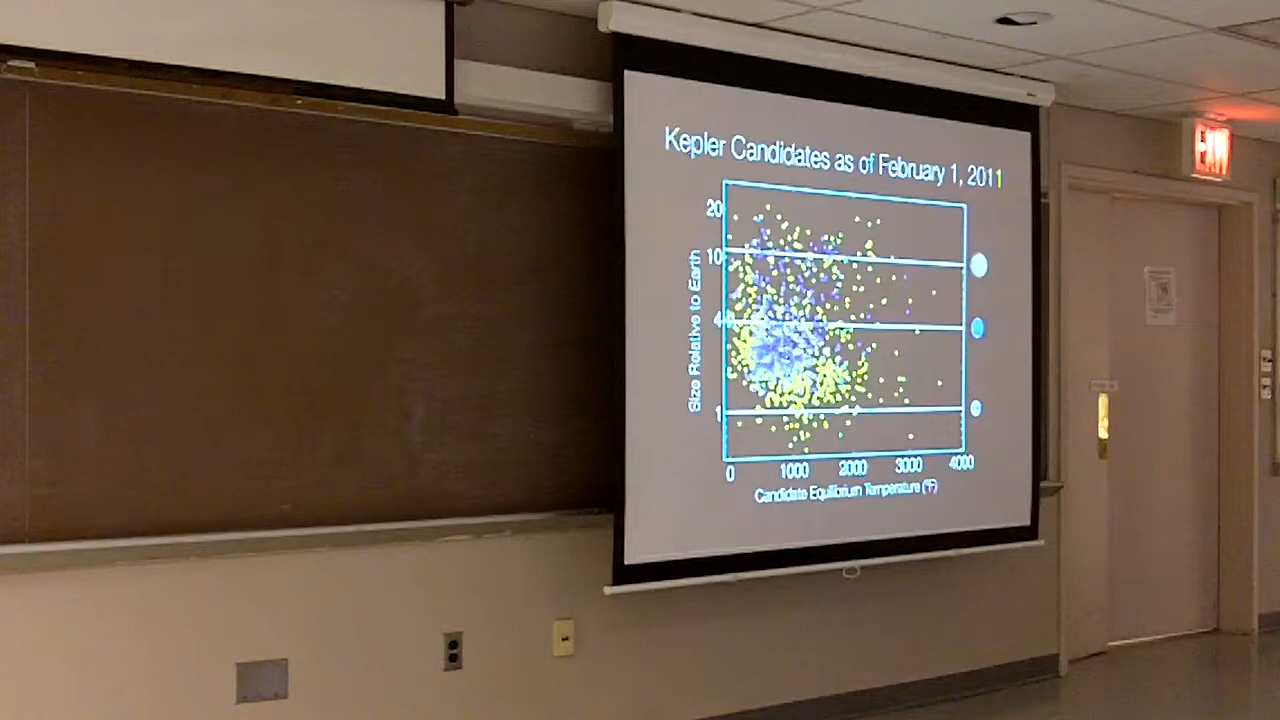 Kepler Candidates as of February 1, 2011
20
10
4
1
Size Relative to Earth
0 1000 2000 3000 4000
Candidate Equilibrium Temperature (°F)